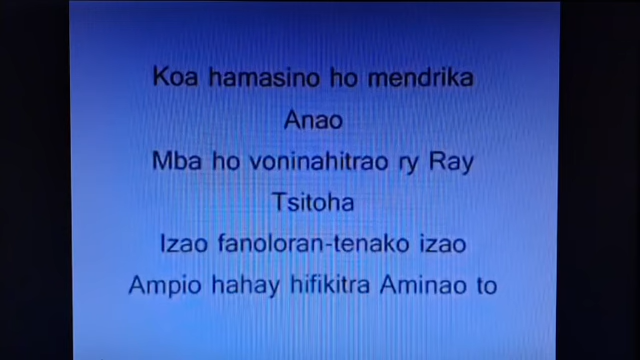 Koa hamasino ho mendrika
Anao
Mba ho voninahitrao ry Ray
Tsitoha
Izao fanoloran-tenako izao
Ampio hahay hifikitra Aminao to